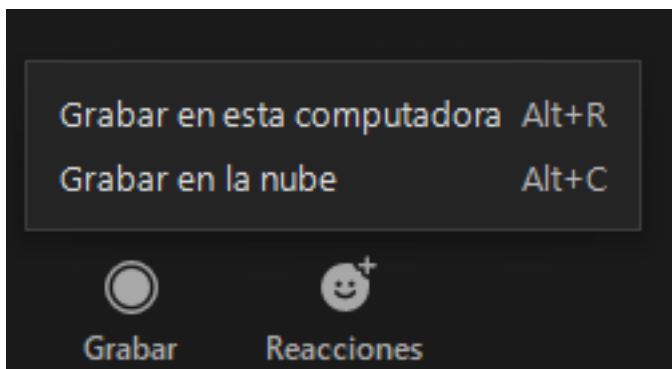 Grabar en esta computadora Alt+R
Grabar en la nube Alt+C
Grabar Reacciones